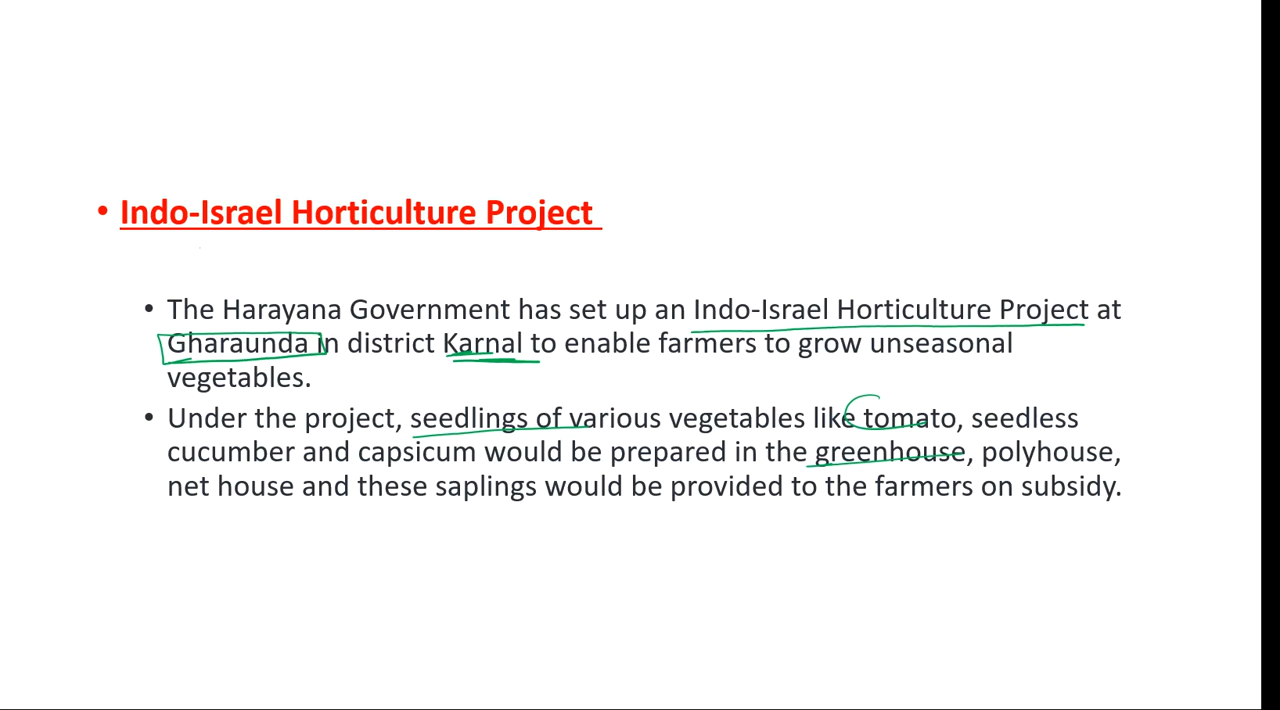 • Indo-Israel Horticulture Project
• The Harayana Government has set up an Indo-Israel Horticulture Project at
Gharaunda in district Karnal to enable farmers to grow unseasonal
vegetables.
• Under the project, seedlings of various vegetables like tomato, seedless
cucumber and capsicum would be prepared in the greenhouse, polyhouse,
net house and these saplings would be provided to the farmers on subsidy.